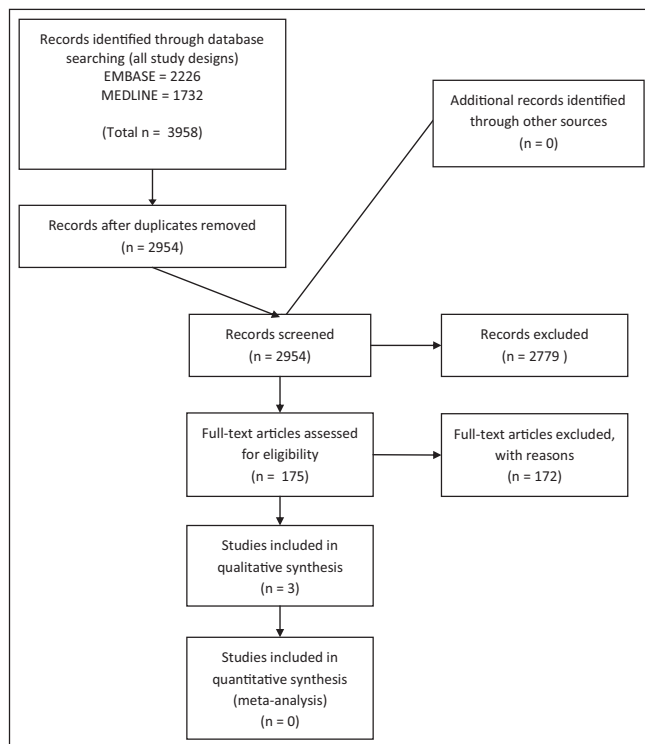 Records identified through database
searching (all study designs)
EMBASE = 2226
MEDLINE = 1732
(Total n = 3958)
Additional records identified
through other sources
(n = 0)
Records after duplicates removed
(n = 2954)
Records screened
(n = 2954)
Records excluded
(n = 2779 )
Full-text articles assessed
for eligibility
(n = 175)
Full-text articles excluded,
with reasons
(n = 172)
Studies included in
qualitative synthesis
(n = 3)
Studies included in
quantitative synthesis
(meta-analysis)
(n = 0)